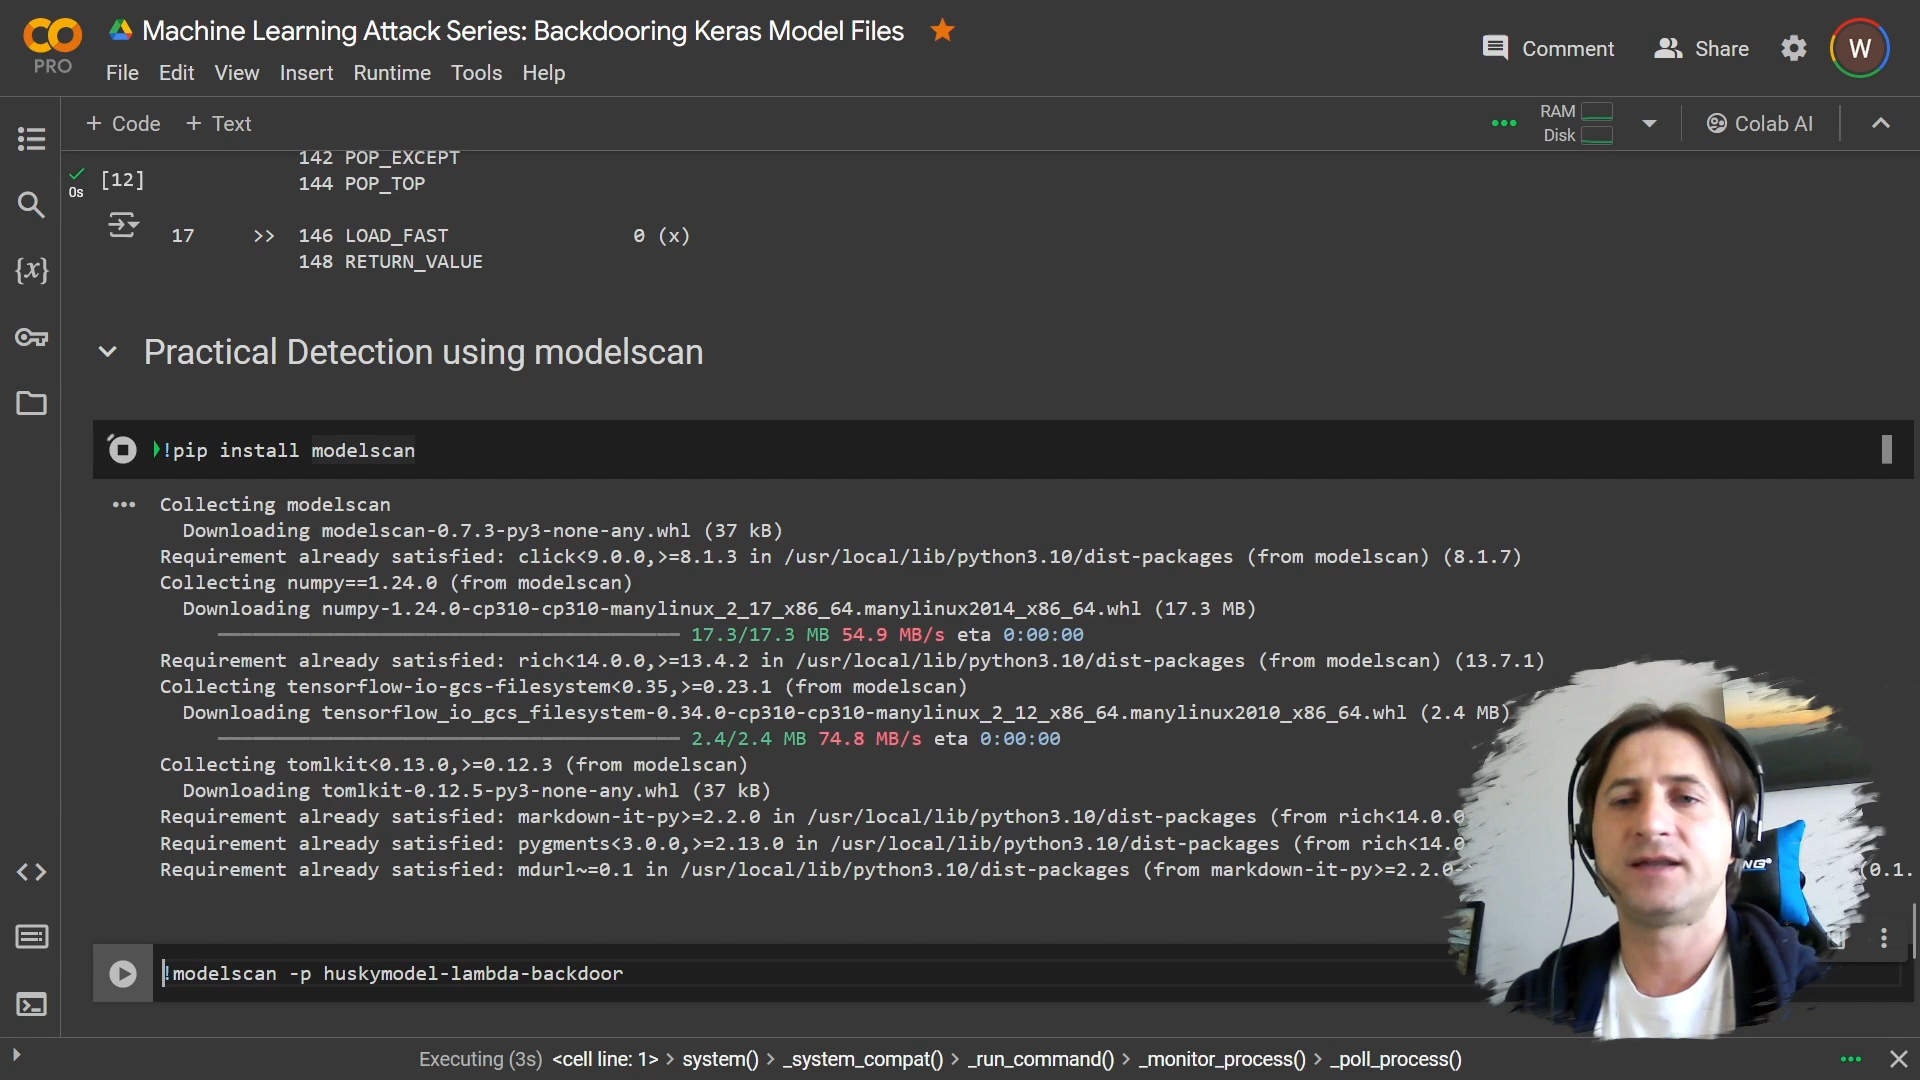 Machine Learning Attack Series: Backdooring Keras Model Files
PRO
File Edit View Insert Runtime Tools Help
Comment
Share
W
+ Code + Text
RAM
Disk
Colab AI
142 POP_EXCEPT
0s
[12]
144 POP_TOP
17 >> 146 LOAD_FAST 0 (x)
148 RETURN_VALUE
{x}
Practical Detection using modelscan
!pip install modelscan
Collecting modelscan
Downloading modelscan-0.7.3-py3-none-any.whl (37 kB)
Requirement already satisfied: click<9.0.0,>=8.1.3 in /usr/local/lib/python3.10/dist-packages (from modelscan) (8.1.7)
Collecting numpy==1.24.0 (from modelscan)
Downloading numpy-1.24.0-cp310-cp310-manylinux_2_17_x86_64.manylinux2014_x86_64.whl (17.3 MB)
17.3/17.3 MB 54.9 MB/s eta 0:00:00
Requirement already satisfied: rich<14.0.0,>=13.4.2 in /usr/local/lib/python3.10/dist-packages (from modelscan) (13.7.1)
Collecting tensorflow-io-gcs-filesystem<0.35,>=0.23.1 (from modelscan)
Downloading tensorflow_io_gcs_filesystem-0.34.0-cp310-cp310-manylinux_2_12_x86_64.manylinux2010_x86_64.whl (2.4 MB)
2.4/2.4 MB 74.8 MB/s eta 0:00:00
Collecting tomlkit<0.13.0,>=0.12.3 (from modelscan)
Downloading tomlkit-0.12.5-py3-none-any.whl (37 kB)
Requirement already satisfied: markdown-it-py>=2.2.0 in /usr/local/lib/python3.10/dist-packages (from rich<14.0.0
Requirement already satisfied: pygments<3.0.0,>=2.13.0 in /usr/local/lib/python3.10/dist-packages (from rich<14.0
Requirement already satisfied: mdurl~=0.1 in /usr/local/lib/python3.10/dist-packages (from markdown-it-py>=2.2.0- (0.1.
NG
!modelscan -p huskymodel-lambda-backdoor
Executing (3s) <cell line: 1> > system() > _system_compat() > _run_command() > _monitor_process() > _poll_process()